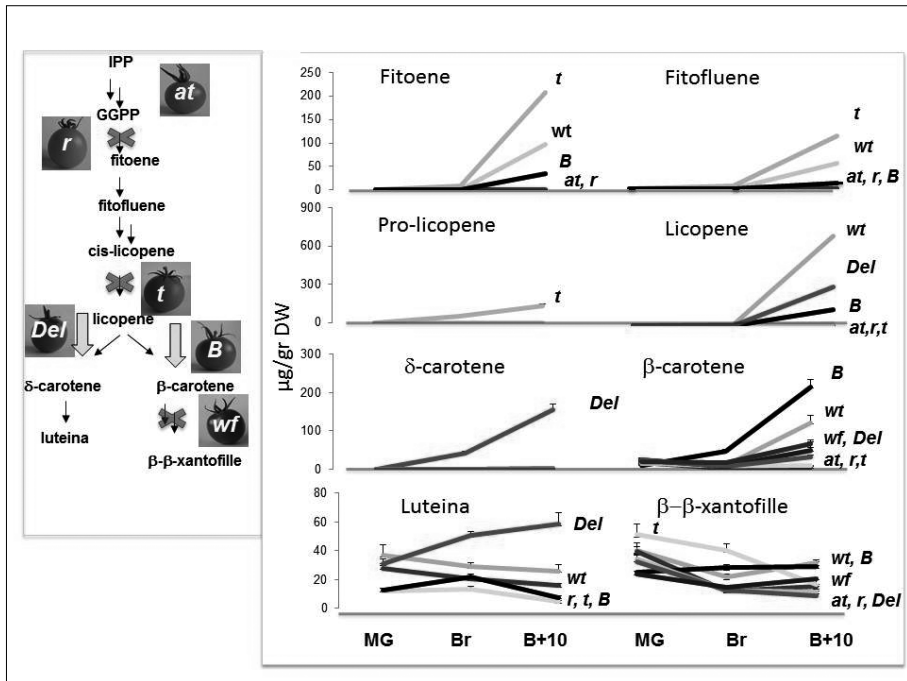 IPP
at
GGPP
r
fitoene
fitofluene
cis-licopene
t
licopene
Del
B
δ-carotene
β-carotene
wf
luteina
β-β-xantofille
µg/gr DW
Fitoene
250
200
150
100
50
0
t
wt
B
at, r
Fitofluene
t
wt
at, r, B
Pro-licopene
900
600
300
0
t
Licopene
wt
Del
B
at,r,t
δ-carotene
300
200
100
0
Del
β-carotene
B
wt
wf, Del
at, r,t
Luteina
80
60
40
20
0
Del
wt
r, t, B
β-β-xantofille
t
wt, B
wf
at, r, Del
MG Br B+10 MG Br B+10